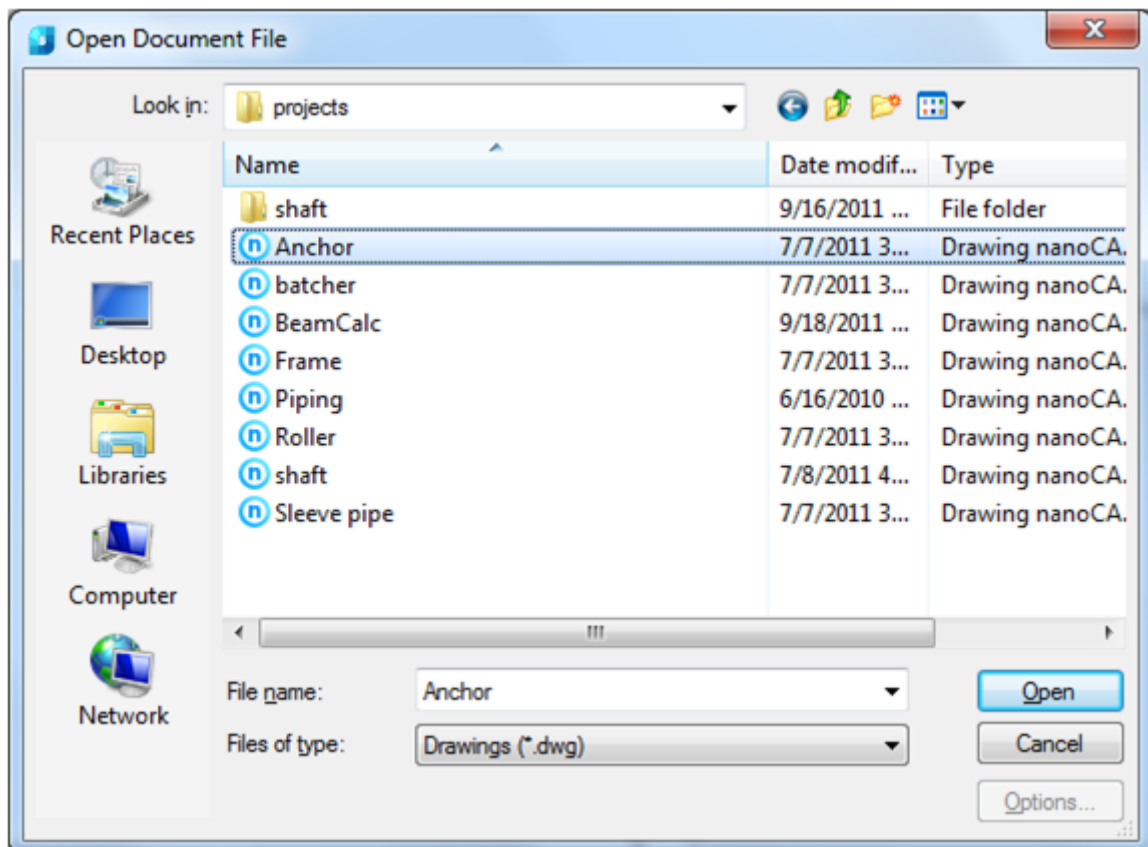 Open Document File
Look in: projects
Name Date modif... Type
shaft 9/16/2011 ... File folder
Anchor 7/7/2011 3... Drawing nanoCA.
batcher 7/7/2011 3... Drawing nanoCA.
BeamCalc 9/18/2011 ... Drawing nanoCA.
Frame 7/7/2011 3... Drawing nanoCA.
Piping 6/16/2010 ... Drawing nanoCA.
Roller 7/7/2011 3... Drawing nanoCA.
shaft 7/8/2011 4... Drawing nanoCA.
Sleeve pipe 7/7/2011 3... Drawing nanoCA.
Recent Places
Desktop
Libraries
Computer
Network
File name: Anchor Open
Files of type: Drawings (*.dwg) Cancel
Options...